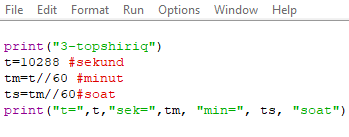 File Edit Format Run Options Window Help
print("3-topshiriq")
t=10288 #sekund
tm=t//60 #minut
ts=tm//60#soat
print("t=",t,"sek=",tm, "min=", ts, "soat")